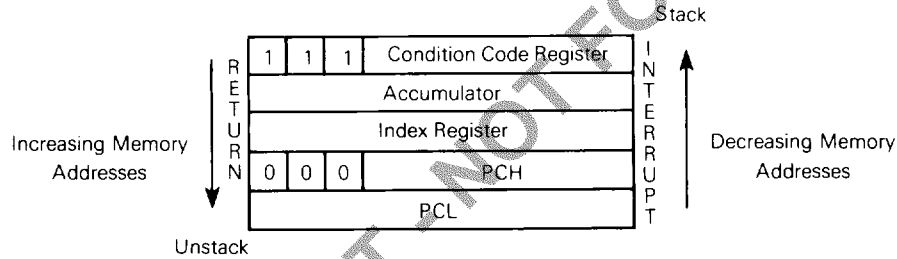 Stack
1 1 1 Condition Code Register
Accumulator
Index Register
0 0 0 PCH
PCL
RETURN
INTERRUPT
Increasing Memory
Addresses
Decreasing Memory
Addresses
Unstack
NOT